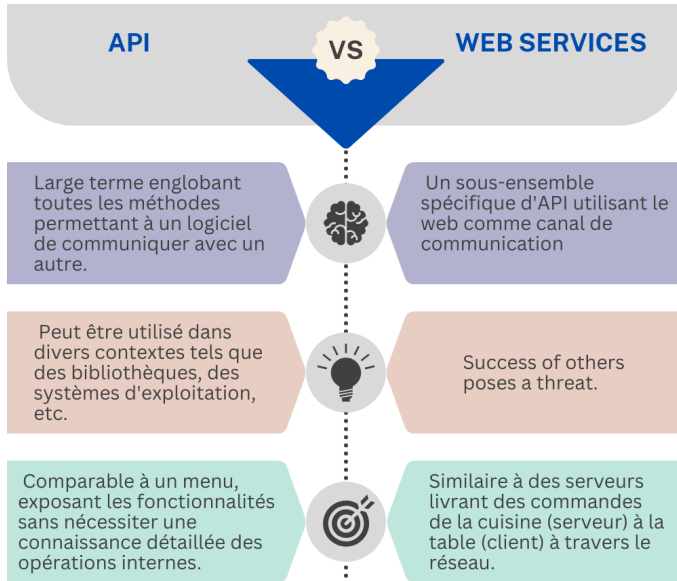 API
VS
WEB SERVICES
Large terme englobant
toutes les méthodes
permettant à un logiciel
de communiquer avec un
autre.
Un sous-ensemble
spécifique d'API utilisant le
web comme canal de
communication
Peut être utilisé dans
divers contextes tels que
des bibliothèques, des
systèmes d'exploitation,
etc.
Success of others
poses a threat.
Comparable à un menu,
exposant les fonctionnalités
sans nécessiter une
connaissance détaillée des
opérations internes.
Similaire à des serveurs
livrant des commandes
de la cuisine (serveur) à la
table (client) à travers le
réseau.